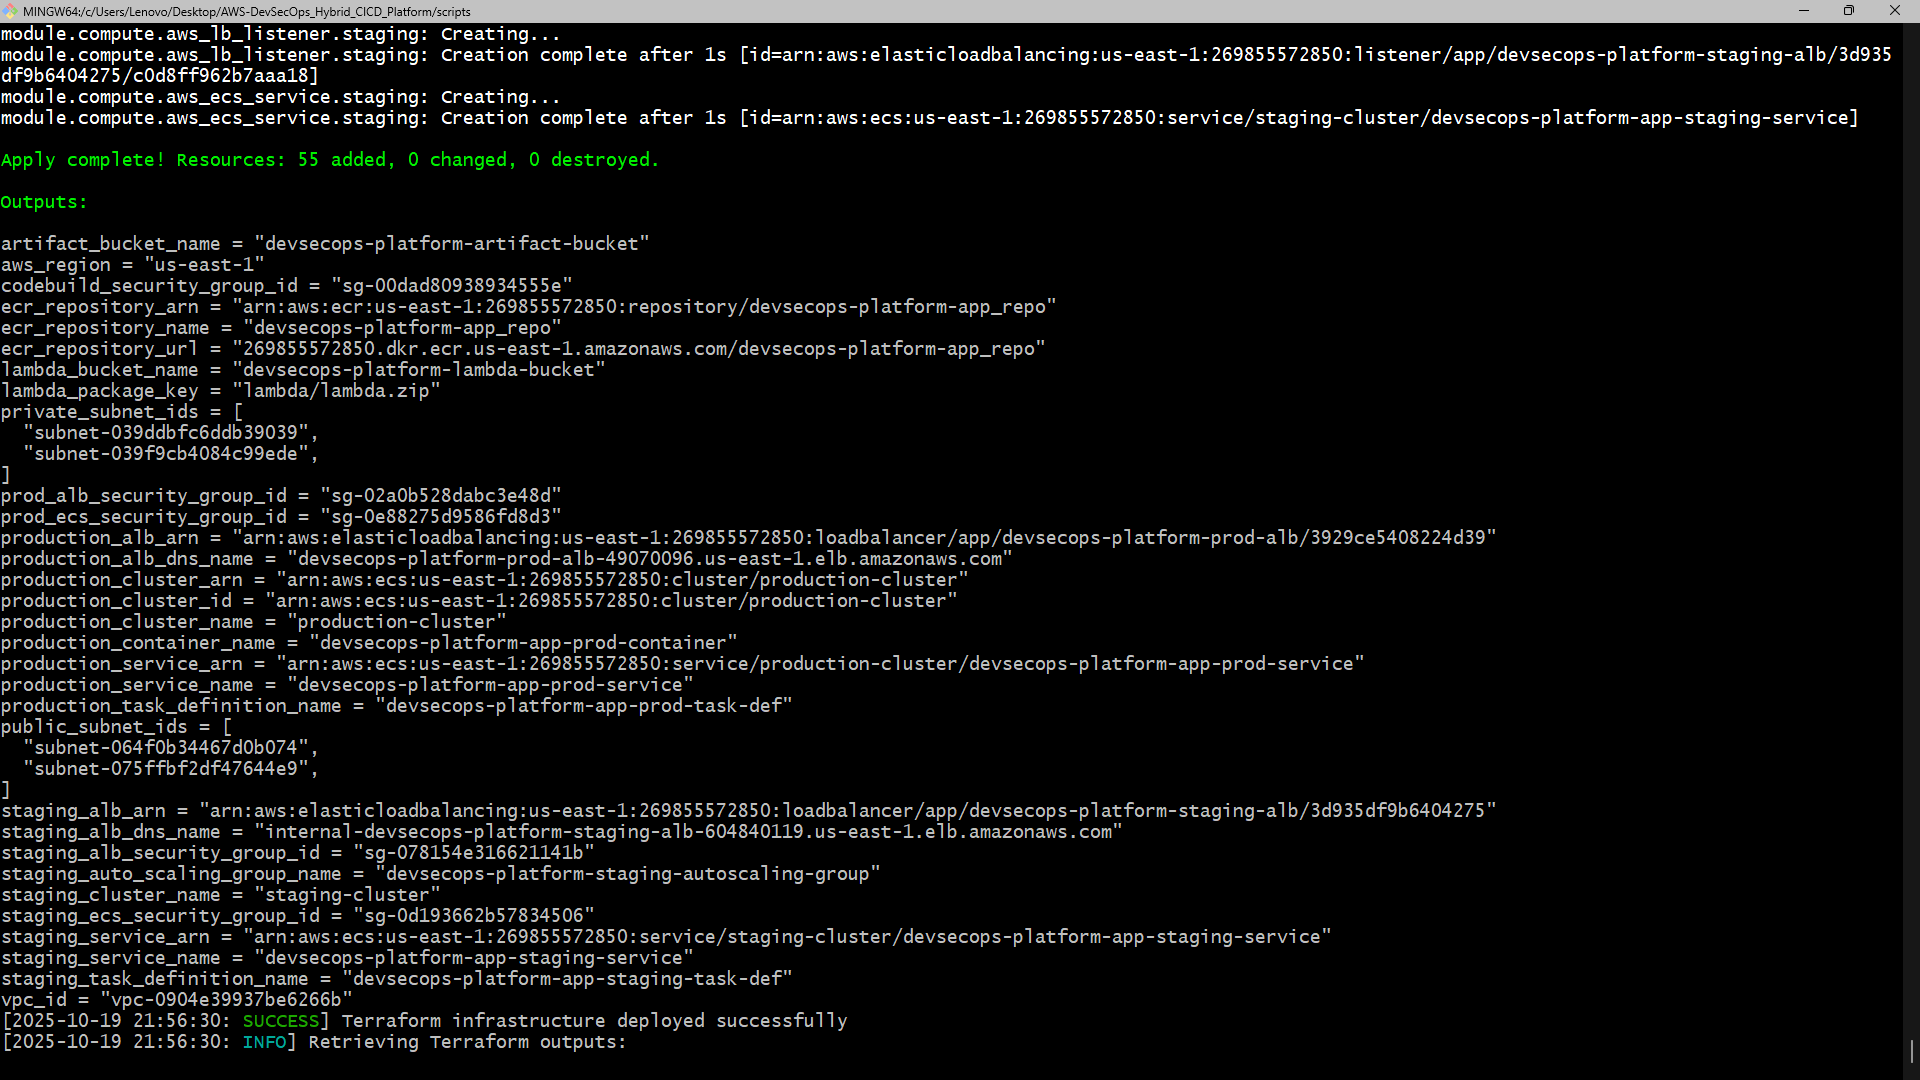 MINGW64:/c/Users/Lenovo/Desktop/AWS-DevSecOps_Hybrid_CICD_Platform/scripts
module.compute.aws_lb_listener.staging: Creating...
module.compute.aws_lb_listener.staging: Creation complete after 1s [id=arn:aws:elasticloadbalancing:us-east-1:269855572850:listener/app/devsecops-platform-staging-alb/3d935
df9b6404275/c0d8ff962b7aaa18]
module.compute.aws_ecs_service.staging: Creating...
module.compute.aws_ecs_service.staging: Creation complete after 1s [id=arn:aws:ecs:us-east-1:269855572850:service/staging-cluster/devsecops-platform-app-staging-service]
Apply complete! Resources: 55 added, 0 changed, 0 destroyed.
Outputs:
artifact_bucket_name = "devsecops-platform-artifact-bucket"
aws_region = "us-east-1"
codebuild_security_group_id = "sg-00dad80938934555e"
ecr_repository_arn = "arn:aws:ecr:us-east-1:269855572850:repository/devsecops-platform-app_repo"
ecr_repository_name = "devsecops-platform-app_repo"
ecr_repository_url = "269855572850.dkr.ecr.us-east-1.amazonaws.com/devsecops-platform-app_repo"
lambda_bucket_name = "devsecops-platform-lambda-bucket"
lambda_package_key = "lambda/lambda.zip"
private_subnet_ids = [
  "subnet-039ddbfc6ddb39039",
  "subnet-039f9cb4084c99ede",
]
prod_alb_security_group_id = "sg-02a0b528dabc3e48d"
prod_ecs_security_group_id = "sg-0e88275d9586fd8d3"
production_alb_arn = "arn:aws:elasticloadbalancing:us-east-1:269855572850:loadbalancer/app/devsecops-platform-prod-alb/3929ce5408224d39"
production_alb_dns_name = "devsecops-platform-prod-alb-49070096.us-east-1.elb.amazonaws.com"
production_cluster_arn = "arn:aws:ecs:us-east-1:269855572850:cluster/production-cluster"
production_cluster_id = "arn:aws:ecs:us-east-1:269855572850:cluster/production-cluster"
production_cluster_name = "production-cluster"
production_container_name = "devsecops-platform-app-prod-container"
production_service_arn = "arn:aws:ecs:us-east-1:269855572850:service/production-cluster/devsecops-platform-app-prod-service"
production_service_name = "devsecops-platform-app-prod-service"
production_task_definition_name = "devsecops-platform-app-prod-task-def"
public_subnet_ids = [
  "subnet-064f0b34467d0b074",
  "subnet-075ffbf2df47644e9",
]
staging_alb_arn = "arn:aws:elasticloadbalancing:us-east-1:269855572850:loadbalancer/app/devsecops-platform-staging-alb/3d935df9b6404275"
staging_alb_dns_name = "internal-devsecops-platform-staging-alb-604840119.us-east-1.elb.amazonaws.com"
staging_alb_security_group_id = "sg-078154e316621141b"
staging_auto_scaling_group_name = "devsecops-platform-staging-autoscaling-group"
staging_cluster_name = "staging-cluster"
staging_ecs_security_group_id = "sg-0d193662b57834506"
staging_service_arn = "arn:aws:ecs:us-east-1:269855572850:service/staging-cluster/devsecops-platform-app-staging-service"
staging_service_name = "devsecops-platform-app-staging-service"
staging_task_definition_name = "devsecops-platform-app-staging-task-def"
vpc_id = "vpc-0904e39937be6266b"
[2025-10-19 21:56:30: SUCCESS] Terraform infrastructure deployed successfully
[2025-10-19 21:56:30: INFO] Retrieving Terraform outputs: